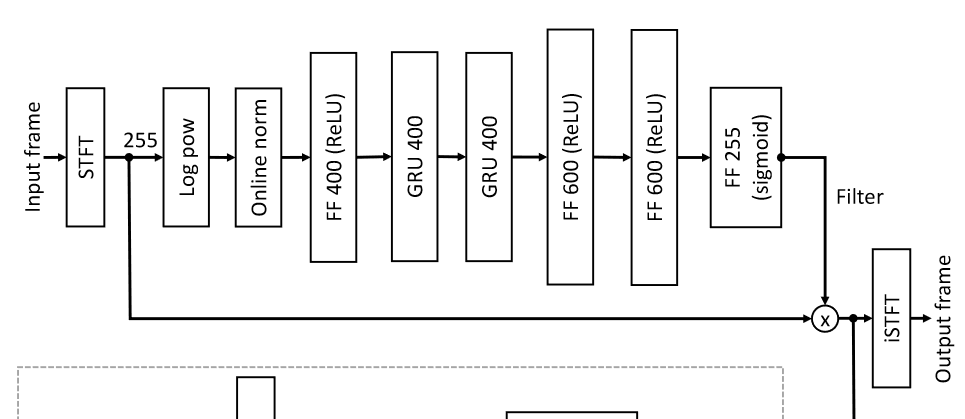 Input frame
STFT
255
Log pow
Online norm
FF 400 (ReLU)
GRU 400
GRU 400
FF 600 (ReLU)
FF 600 (ReLU)
FF 255
(sigmoid)
Filter
x
iSTFT
Output frame